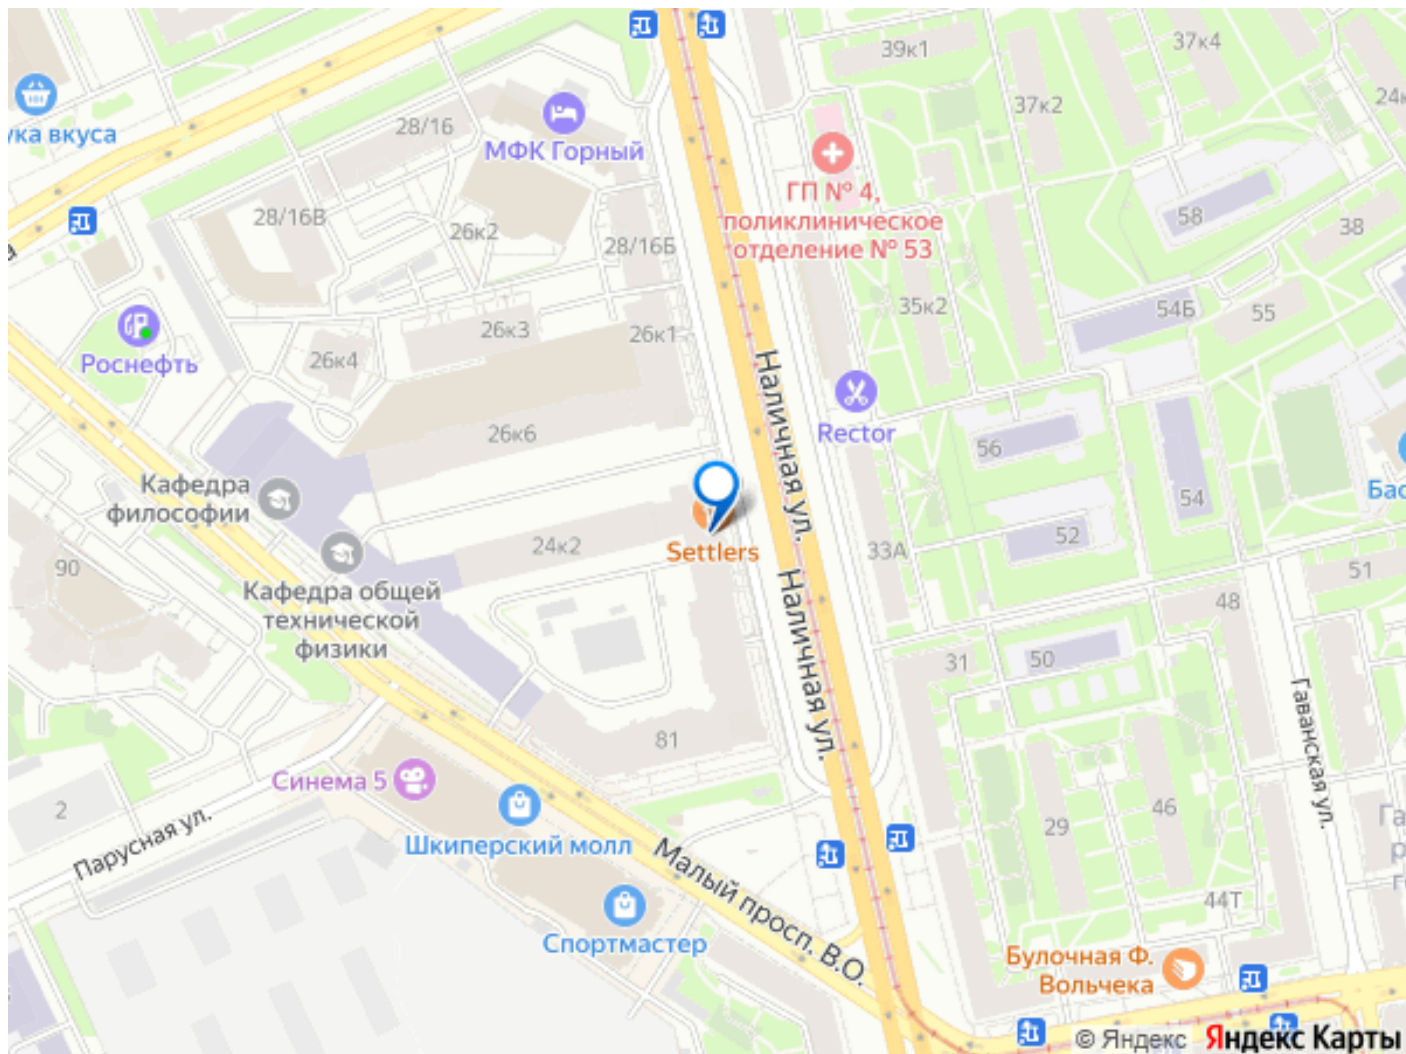 39к1
37к4
24к
ука вкуса
28/16
МФК Горный
37к2
ГП № 4,
поликлиническое
отделение № 53
28/16В
26к2
28/16Б
58
38
Роснефть
26к3
26к1
35к2
54Б
55
26к4
Наличная ул.
26к6
Rector
56
Кафедра
философии
54
Бас
24к2
Settlers
33А
52
90
Кафедра общей
технической
физики
Наличная ул.
51
48
31
50
81
Гаванская ул.
Синема 5
2
Парусная ул.
Шкиперский молл
Малый просп. В.О.
29
46
Га
р
г
Спортмастер
44Т
Булочная Ф.
Вольчека
© Яндекс Яндекс Карты